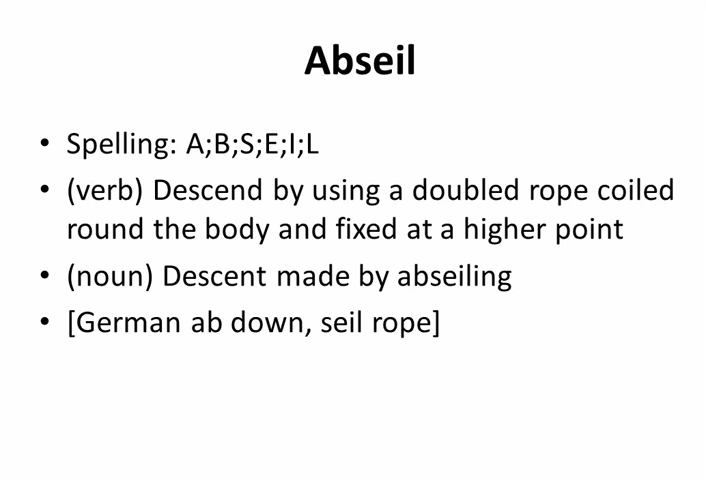 Abseil
• Spelling: A;B;S;E;I;L
• (verb) Descend by using a doubled rope coiled
round the body and fixed at a higher point
• (noun) Descent made by abseiling
• [German ab down, seil rope]